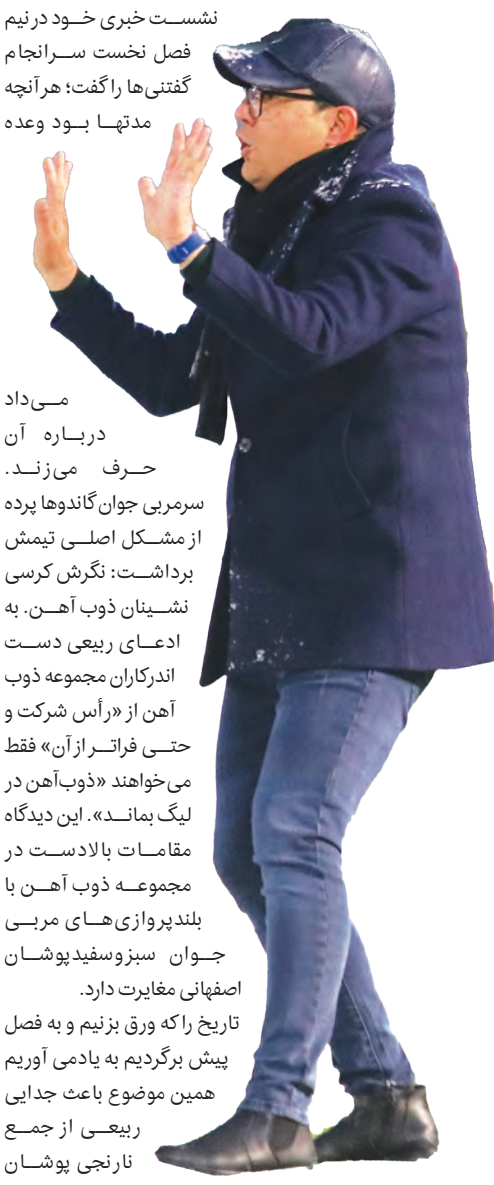 نشست خبری خود در نیم
فصل نخست سرانجام
گفتنی‌ها را گفت؛ هر آنچه
مدتها بود وعده
می‌داد
درباره آن
حرف می‌زند.
سرمربی جوان گاندوها پرده
از مشکل اصلی تیمش
برداشت: نگرش کرسی
نشینان ذوب آهن. به
ادعای ربیعی دست
اندرکاران مجموعه ذوب
آهن از «رأس شرکت و
حتی فراتر از آن» فقط
می‌خواهند «ذوب‌آهن در
لیگ بماند». این دیدگاه
مقامات بالادست در
مجموعه ذوب آهن با
بلندپروازی‌های مربی
جوان سبزوسفیدپوشان
اصفهانی مغایرت دارد.
تاریخ را که ورق بزنیم و به فصل
پیش برگردیم به یاد می آوریم
همین موضوع باعث جدایی
ربیعی از جمع
نارنجی پوشان